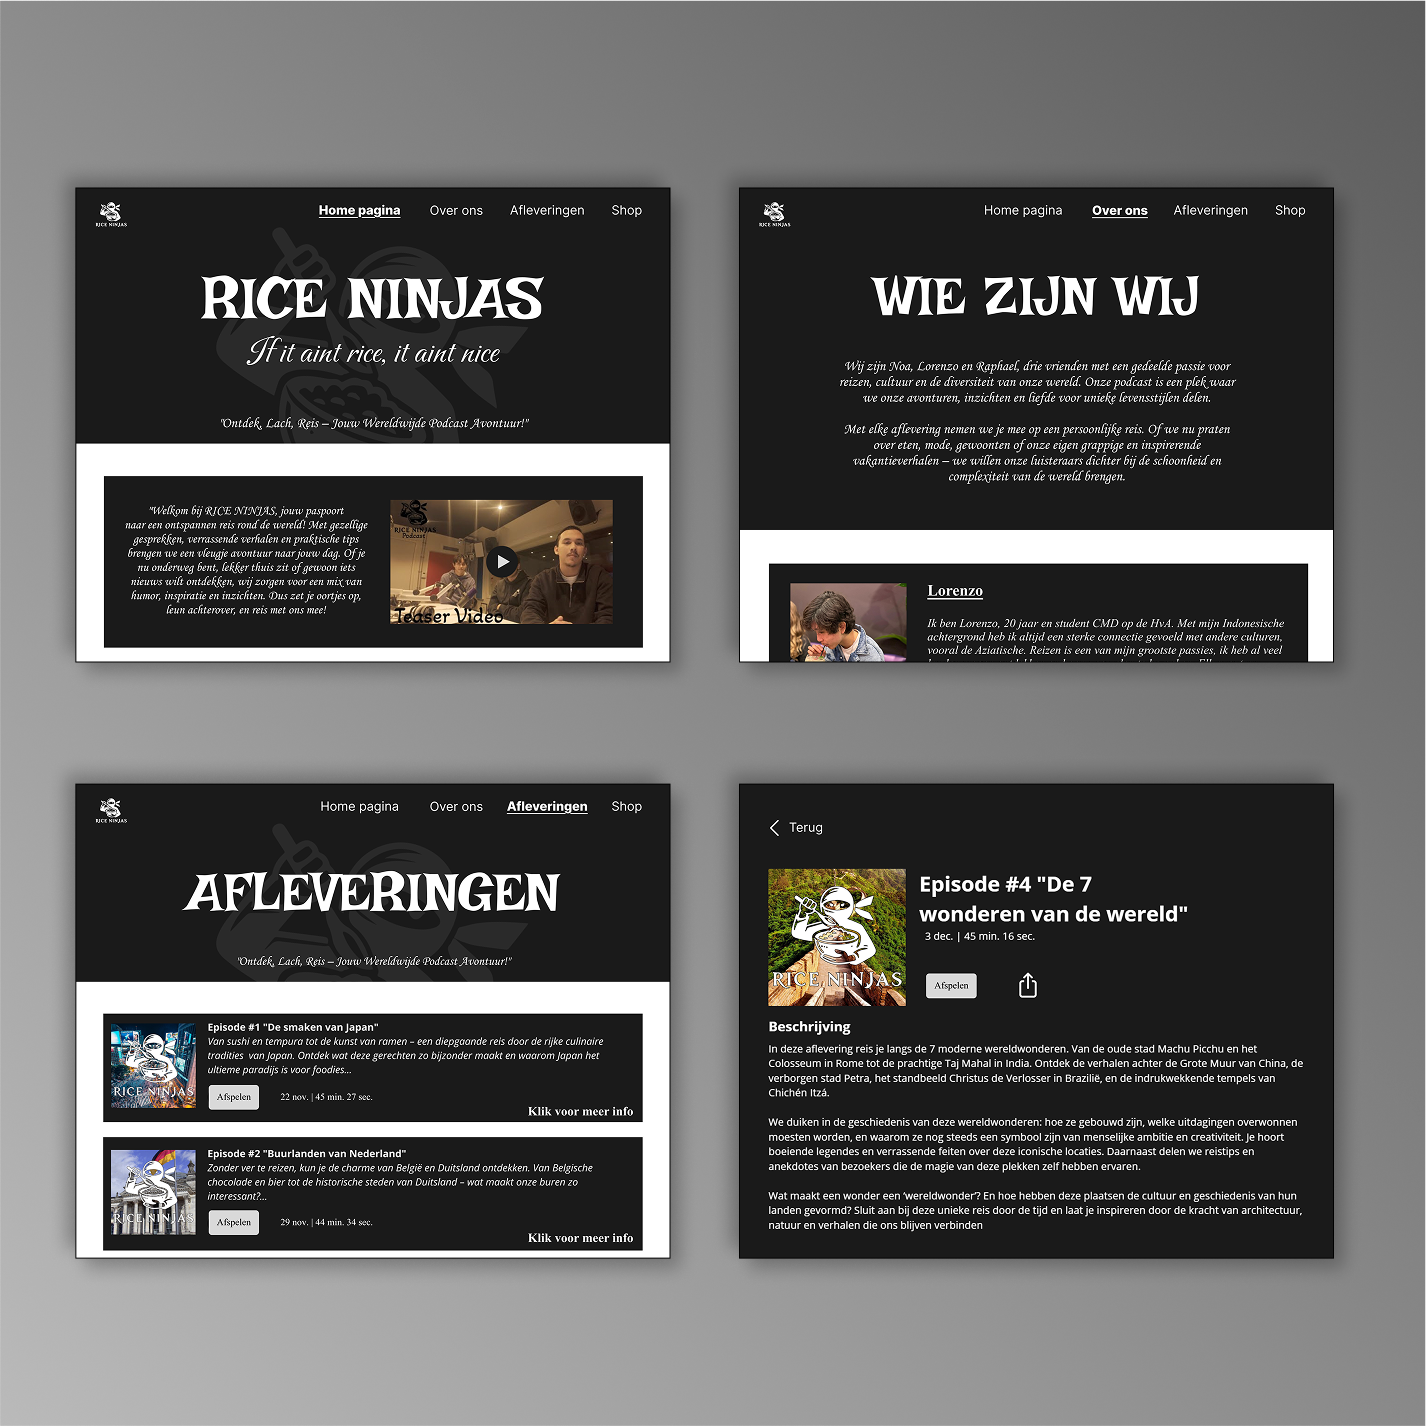 RICE NINJAS
Home pagina Over ons Afleveringen Shop
RICE NINJAS
If it aint rice, it aint nice
"Ontdek, Lach, Reis – Jouw Wereldwijde Podcast Avontuur!"
"Welkom bij RICE NINJAS, jouw paspoort
naar een ontspannen reis rond de wereld! Met gezellige
gesprekken, verrassende verhalen en praktische tips
brengen we een vleugje avontuur naar jouw dag. Of je
nu onderweg bent, lekker thuis zit of gewoon iets
nieuws wilt ontdekken, wij zorgen voor een mix van
humor, inspiratie en inzichten. Dus zet je oortjes op,
leun achterover, en reis met ons mee!
RICE NINJAS
Podcast
Teaser Video
RICE NINJAS
Home pagina Over ons Afleveringen Shop
WIE ZIJN WIJ
Wij zijn Noa, Lorenzo en Raphael, drie vrienden met een gedeelde passie voor
reizen, cultuur en de diversiteit van onze wereld. Onze podcast is een plek waar
we onze avonturen, inzichten en liefde voor unieke levensstijlen delen.
Met elke aflevering nemen we je mee op een persoonlijke reis. Of we nu praten
over eten, mode, gewoonten of onze eigen grappige en inspirerende
vakantieverhalen – we willen onze luisteraars dichter bij de schoonheid en
complexiteit van de wereld brengen.
Lorenzo
Ik ben Lorenzo, 20 jaar en student CMD op de HvA. Met mijn Indonesische
achtergrond heb ik altijd een sterke connectie gevoeld met andere culturen,
vooral de Aziatische. Reizen is een van mijn grootste passies, ik heb al veel
RICE NINJAS
Home pagina Over ons Afleveringen Shop
AFLEVERINGEN
"Ontdek, Lach, Reis – Jouw Wereldwijde Podcast Avontuur!"
RICE NINJAS
Episode #1 "De smaken van Japan"
Van sushi en tempura tot de kunst van ramen – een diepgaande reis door de rijke culinaire
tradities van Japan. Ontdek wat deze gerechten zo bijzonder maakt en waarom Japan het
ultieme paradijs is voor foodies...
Afspelen 22 nov. | 45 min. 27 sec.
Klik voor meer info
RICE NINJAS
Episode #2 "Buurlanden van Nederland"
Zonder ver te reizen, kun je de charme van België en Duitsland ontdekken. Van Belgische
chocolade en bier tot de historische steden van Duitsland – wat maakt onze buren zo
interessant?...
Afspelen 29 nov. | 44 min. 34 sec.
Klik voor meer info
Terug
RICE NINJAS
Episode #4 "De 7
wonderen van de wereld"
3 dec. | 45 min. 16 sec.
Afspelen
Beschrijving
In deze aflevering reis je langs de 7 moderne wereldwonderen. Van de oude stad Machu Picchu en het
Colosseum in Rome tot de prachtige Taj Mahal in India. Ontdek de verhalen achter de Grote Muur van China, de
verborgen stad Petra, het standbeeld Christus de Verlosser in Brazilië, en de indrukwekkende tempels van
Chichén Itzá.
We duiken in de geschiedenis van deze wereldwonderen: hoe ze gebouwd zijn, welke uitdagingen overwonnen
moesten worden, en waarom ze nog steeds een symbool zijn van menselijke ambitie en creativiteit. Je hoort
boeiende legendes en verrassende feiten over deze iconische locaties. Daarnaast delen we reistips en
anekdotes van bezoekers die de magie van deze plekken zelf hebben ervaren.
Wat maakt een wonder een ‘wereldwonder’? En hoe hebben deze plaatsen de cultuur en geschiedenis van hun
landen gevormd? Sluit aan bij deze unieke reis door de tijd en laat je inspireren door de kracht van architectuur,
natuur en verhalen die ons blijven verbinden